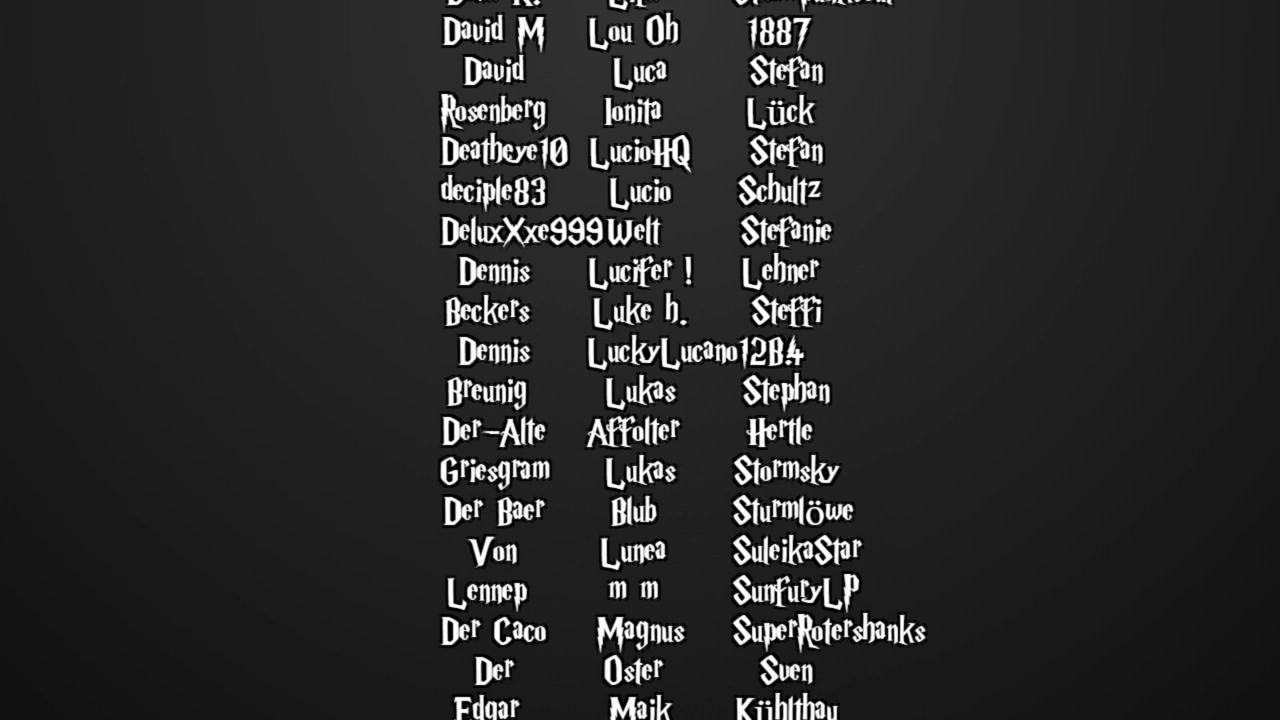 David M Lou Oh 1887
David Luca Stefan
Rosenberg Ionita Lück
Deatheye10 LucioHQ Stefan
deciple83 Lucio Schultz
DeluxXxe999 Welt Stefanie
Dennis Lucifer ! Lehner
Beckers Luke h. Steffi
Dennis LuckyLucano1284
Breunig Lukas Stephan
Der-Alte Affolter Hertle
Griesgram Lukas Stormsky
Der Baer Blub Sturmlöwe
Von Lunea SuleikaStar
Lennep m m SunfuryLP
Der Caco Magnus SuperRotershanks
Der Oster Sven
Edgar Maik Kühlthau